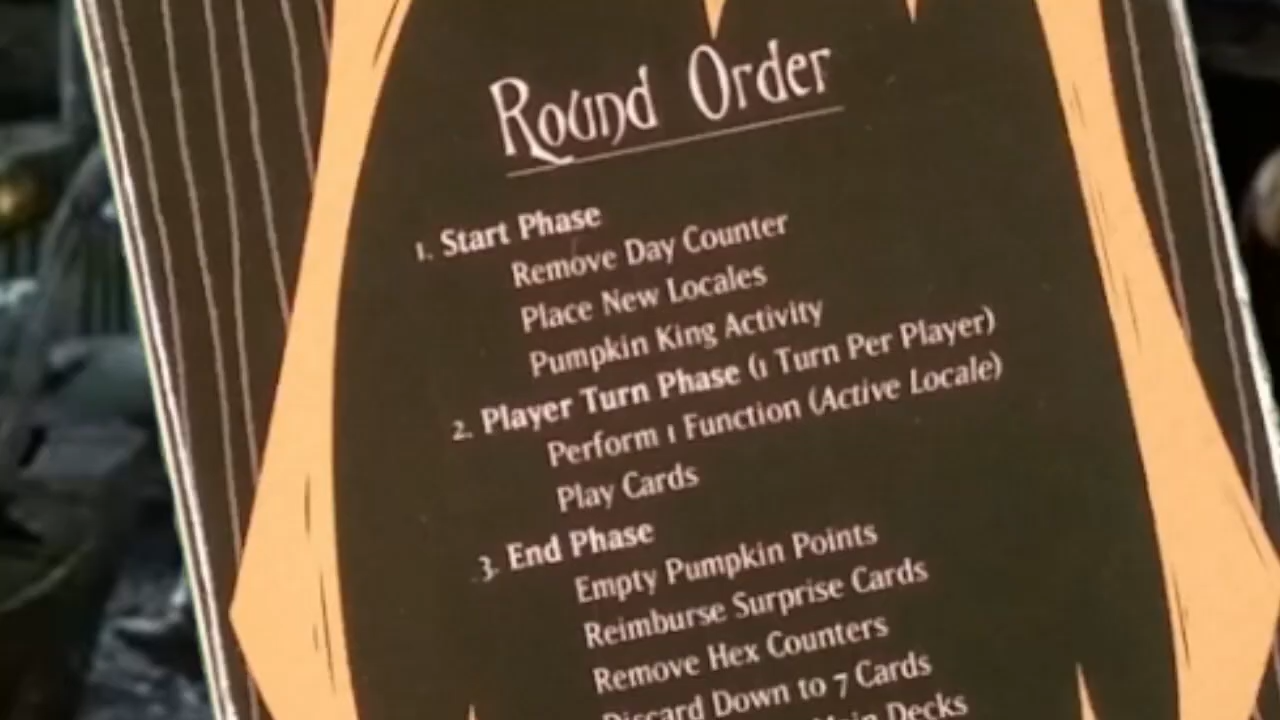 Round Order
1. Start Phase
Remove Day Counter
Place New Locales
Pumpkin King Activity
2. Player Turn Phase (1 Turn Per Player)
Perform 1 Function (Active Locale)
Play Cards
3. End Phase
Empty Pumpkin Points
Reimburse Surprise Cards
Remove Hex Counters
Discard Down to 7 Cards
Main Decks